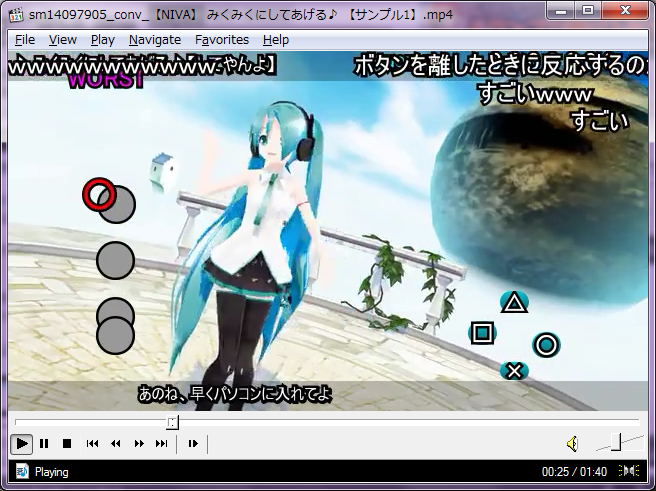 sm14097905_conv_【NIVA】 みくみくにしてあげる♪ 【サンプル1】.mp4
File View Play Navigate Favorites Help
wwwwwwwwwww
てやんよ】
ボタンを離したときに反応するの
WORST
すごいwww
すごい
あのね、早くパソコンに入れてよ
Playing
00:25 / 01:40